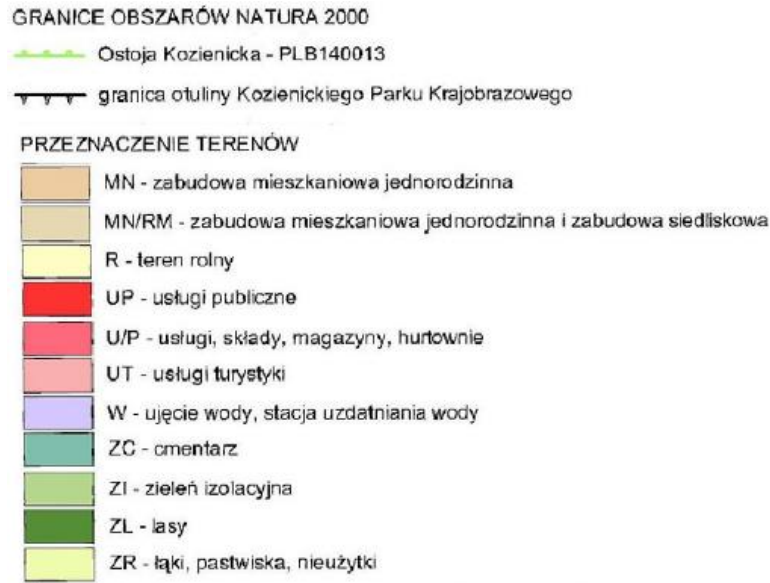 GRANICE OBSZARÓW NATURA 2000
Ostoja Kozienicka - PLB140013
granica otuliny Kozienickiego Parku Krajobrazowego
PRZEZNACZENIE TERENÓW
MN - zabudowa mieszkaniowa jednorodzinna
MN/RM - zabudowa mieszkaniowa jednorodzinna i zabudowa siedliskowa
R - teren rolny
UP - usługi publiczne
U/P - usługi, składy, magazyny, hurtownie
UT - usługi turystyki
W - ujęcie wody, stacja uzdatniania wody
ZC - cmentarz
ZI - zieleń izolacyjna
ZL - lasy
ZR - łąki, pastwiska, nieużytki